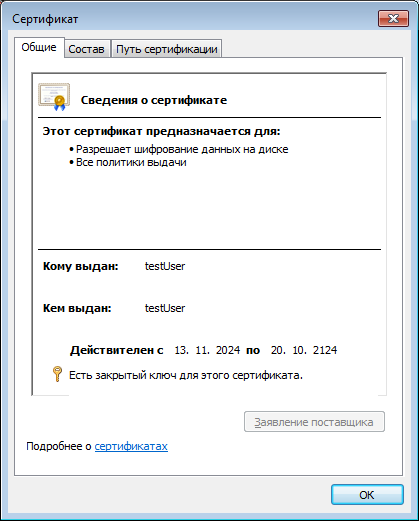 Сертификат
Общие Состав Путь сертификации
Сведения о сертификате
Этот сертификат предназначается для:
• Разрешает шифрование данных на диске
• Все политики выдачи
Кому выдан: testUser
Кем выдан: testUser
Действителен с 13. 11. 2024 по 20. 10. 2124
Есть закрытый ключ для этого сертификата.
Заявление поставщика
Подробнее о сертификатах
ОК